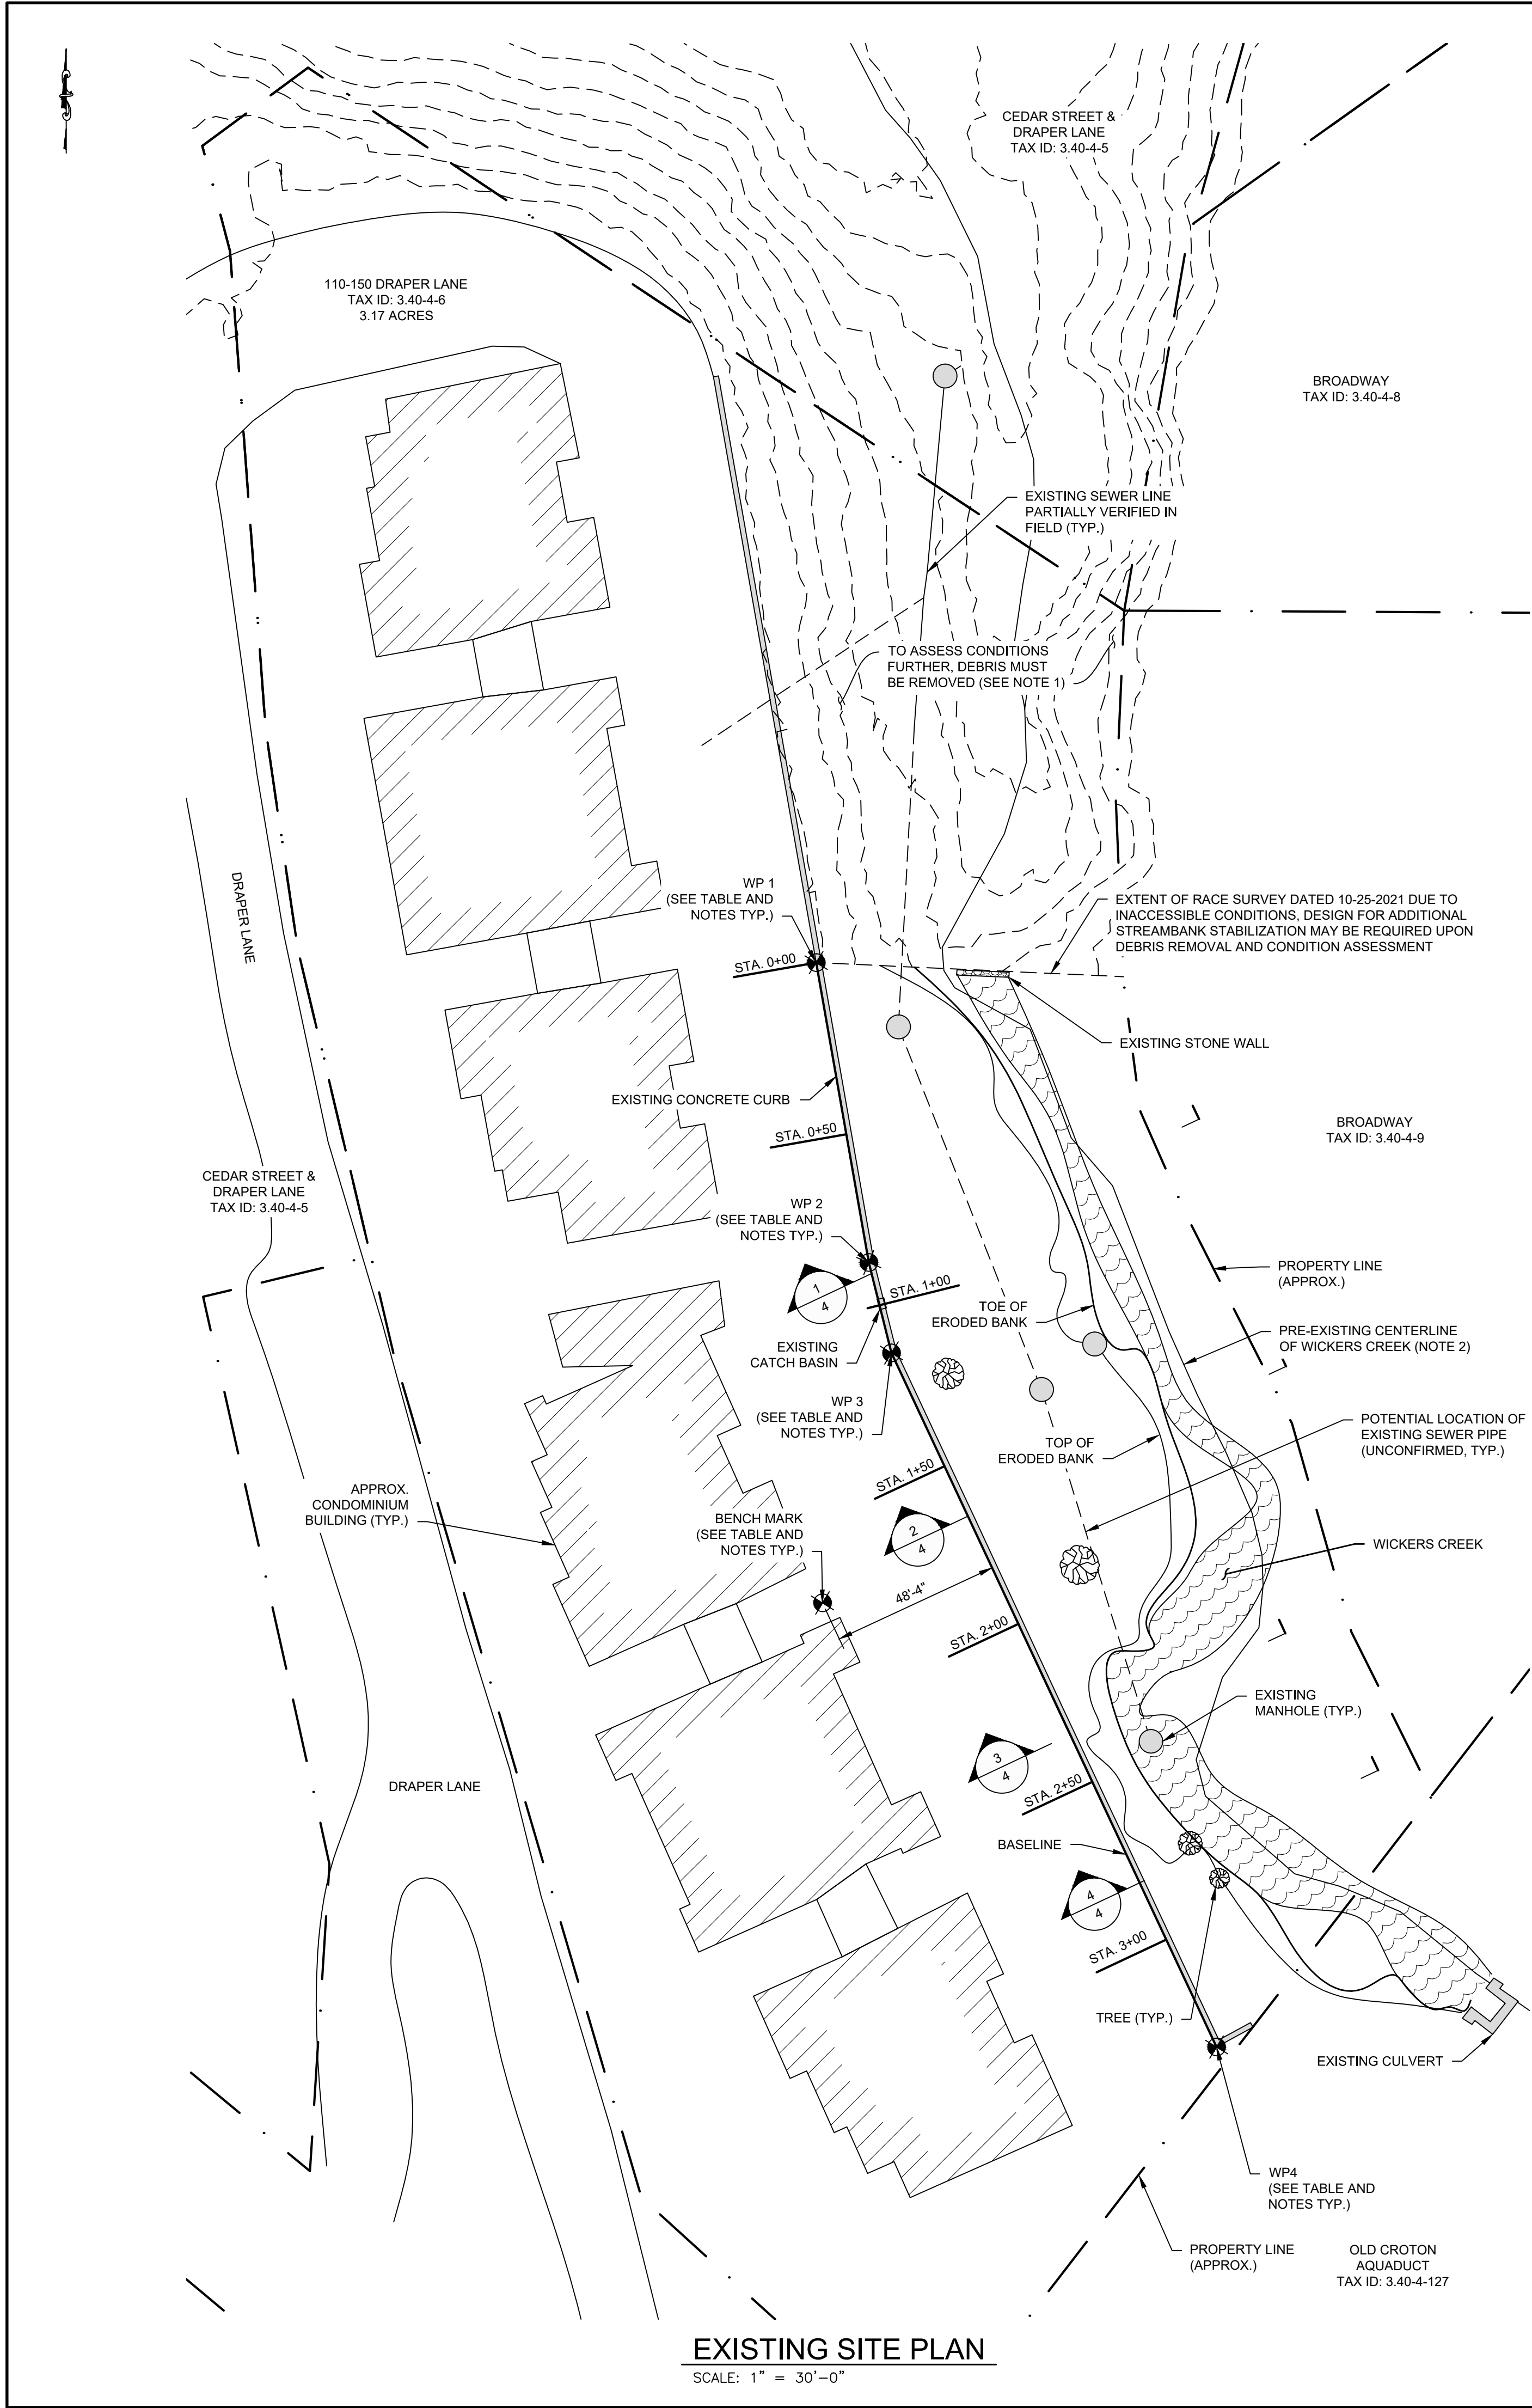 CEDAR STREET &
DRAPER LANE
TAX ID: 3.40-4-5
110-150 DRAPER LANE
TAX ID: 3.40-4-6
3.17 ACRES
BROADWAY
TAX ID: 3.40-4-8
EXISTING SEWER LINE
PARTIALLY VERIFIED IN
FIELD (TYP.)
TO ASSESS CONDITIONS
FURTHER, DEBRIS MUST
BE REMOVED (SEE NOTE 1)
DRAPER LANE
WP 1
(SEE TABLE AND
NOTES TYP.)
EXTENT OF RACE SURVEY DATED 10-25-2021 DUE TO
INACCESSIBLE CONDITIONS, DESIGN FOR ADDITIONAL
STREAMBANK STABILIZATION MAY BE REQUIRED UPON
DEBRIS REMOVAL AND CONDITION ASSESSMENT
STA. 0+00
EXISTING STONE WALL
EXISTING CONCRETE CURB
STA. 0+50
BROADWAY
TAX ID: 3.40-4-9
CEDAR STREET &
DRAPER LANE
TAX ID: 3.40-4-5
WP 2
(SEE TABLE AND
NOTES TYP.)
PROPERTY LINE
(APPROX.)
1
4
STA. 1+00
TOE OF
ERODED BANK
PRE-EXISTING CENTERLINE
OF WICKERS CREEK (NOTE 2)
EXISTING
CATCH BASIN
WP 3
(SEE TABLE AND
NOTES TYP.)
POTENTIAL LOCATION OF
EXISTING SEWER PIPE
(UNCONFIRMED, TYP.)
TOP OF
ERODED BANK
STA. 1+50
APPROX.
CONDOMINIUM
BUILDING (TYP.)
BENCH MARK
(SEE TABLE AND
NOTES TYP.)
2
4
WICKERS CREEK
48'-4"
STA. 2+00
EXISTING
MANHOLE (TYP.)
3
4
STA. 2+50
DRAPER LANE
BASELINE
4
4
STA. 3+00
TREE (TYP.)
EXISTING CULVERT
WP4
(SEE TABLE AND
NOTES TYP.)
PROPERTY LINE
(APPROX.)
OLD CROTON
AQUADUCT
TAX ID: 3.40-4-127
EXISTING SITE PLAN
SCALE: 1" = 30'-0"